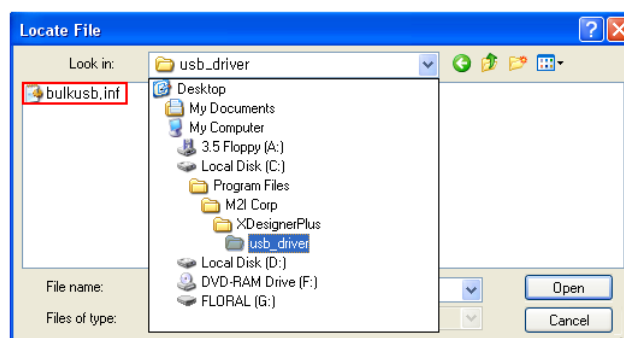 Locate File
Look in: usb_driver
bulkusb.inf
Desktop
My Documents
My Computer
3.5 Floppy (A:)
Local Disk (C:)
Program Files
M2I Corp
XDesignerPlus
usb_driver
Local Disk (D:)
DVD-RAM Drive (F:)
FLORAL (G:)
File name: Open
Files of type: Cancel